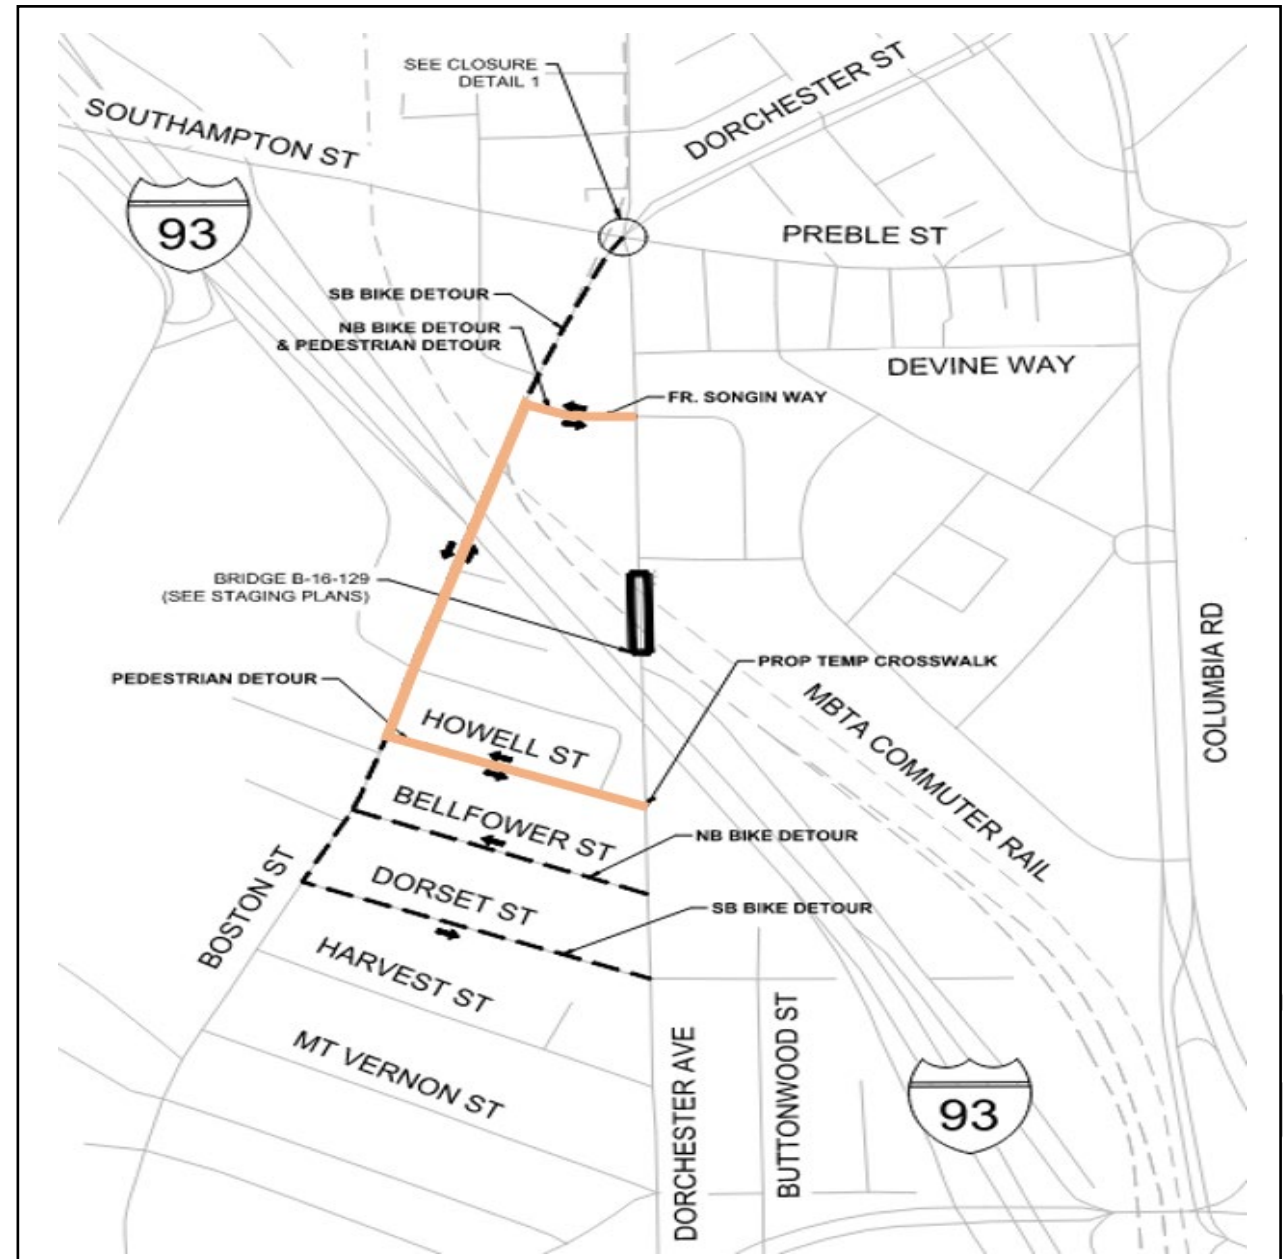 SEE CLOSURE
DETAIL 1
DORCHESTER ST
SOUTHAMPTON ST
93
PREBLE ST
SB BIKE DETOUR
NB BIKE DETOUR
& PEDESTRIAN DETOUR
DEVINE WAY
FR. SONGIN WAY
BRIDGE B-16-129
(SEE STAGING PLANS)
COLUMBIA RD
PROP TEMP CROSSWALK
PEDESTRIAN DETOUR
MBTA COMMUTER RAIL
HOWELL ST
BELLFOWER ST
NB BIKE DETOUR
DORSET ST
SB BIKE DETOUR
BOSTON ST
HARVEST ST
MT VERNON ST
DORCHESTER AVE
BUTTONWOOD ST
93